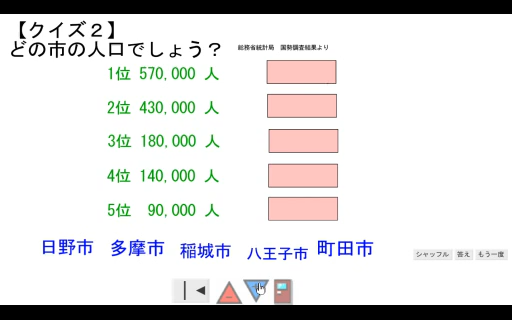 【クイズ２】
どの市の人口でしょう？ 総務省統計局 国勢調査結果より
1位 570,000 人
2位 430,000 人
3位 180,000 人
4位 140,000 人
5位 90,000 人
日野市 多摩市 稲城市 八王子市 町田市
シャッフル 答え もう一度